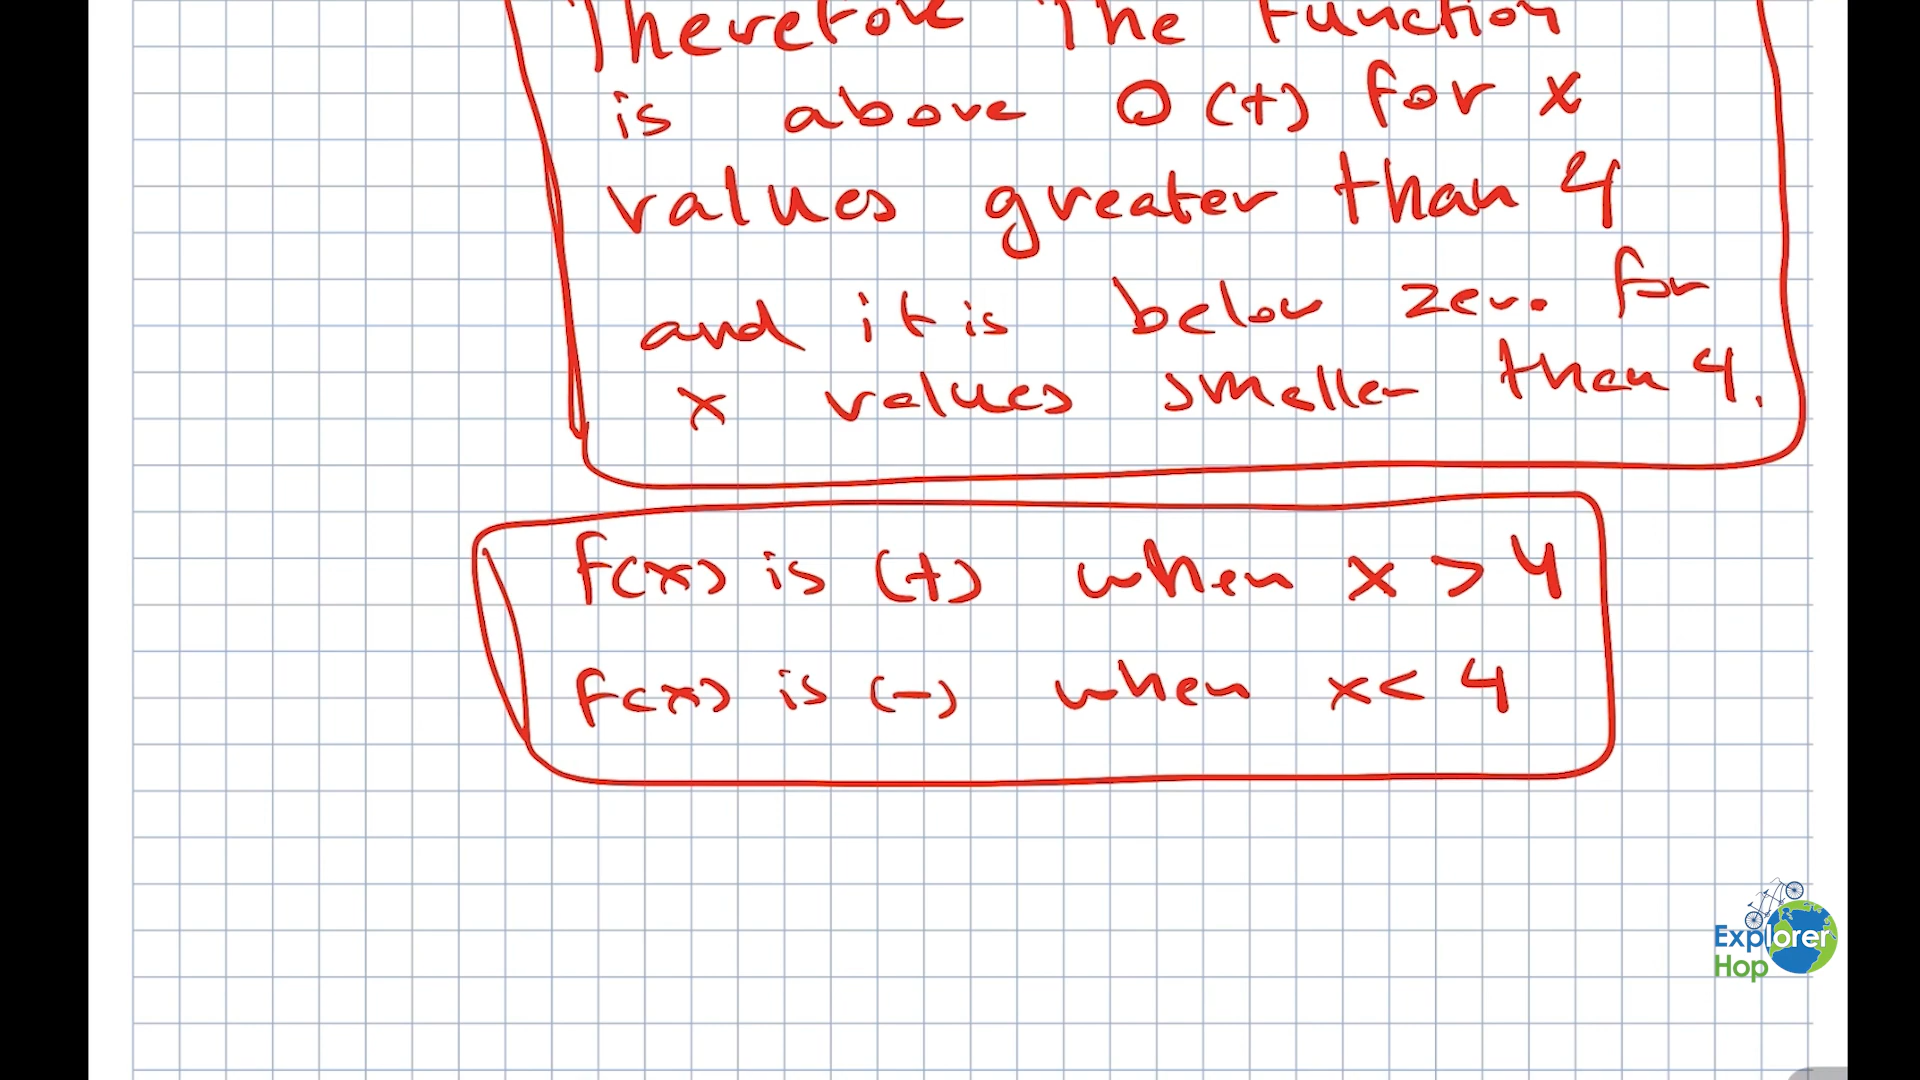 Therefore the function
is above 0 (+) for x
values greater than 4
and it is below zero for
x values smaller than 4.
f(x) is (+) when x > 4
f(x) is (-) when x < 4
Explorer
Hop